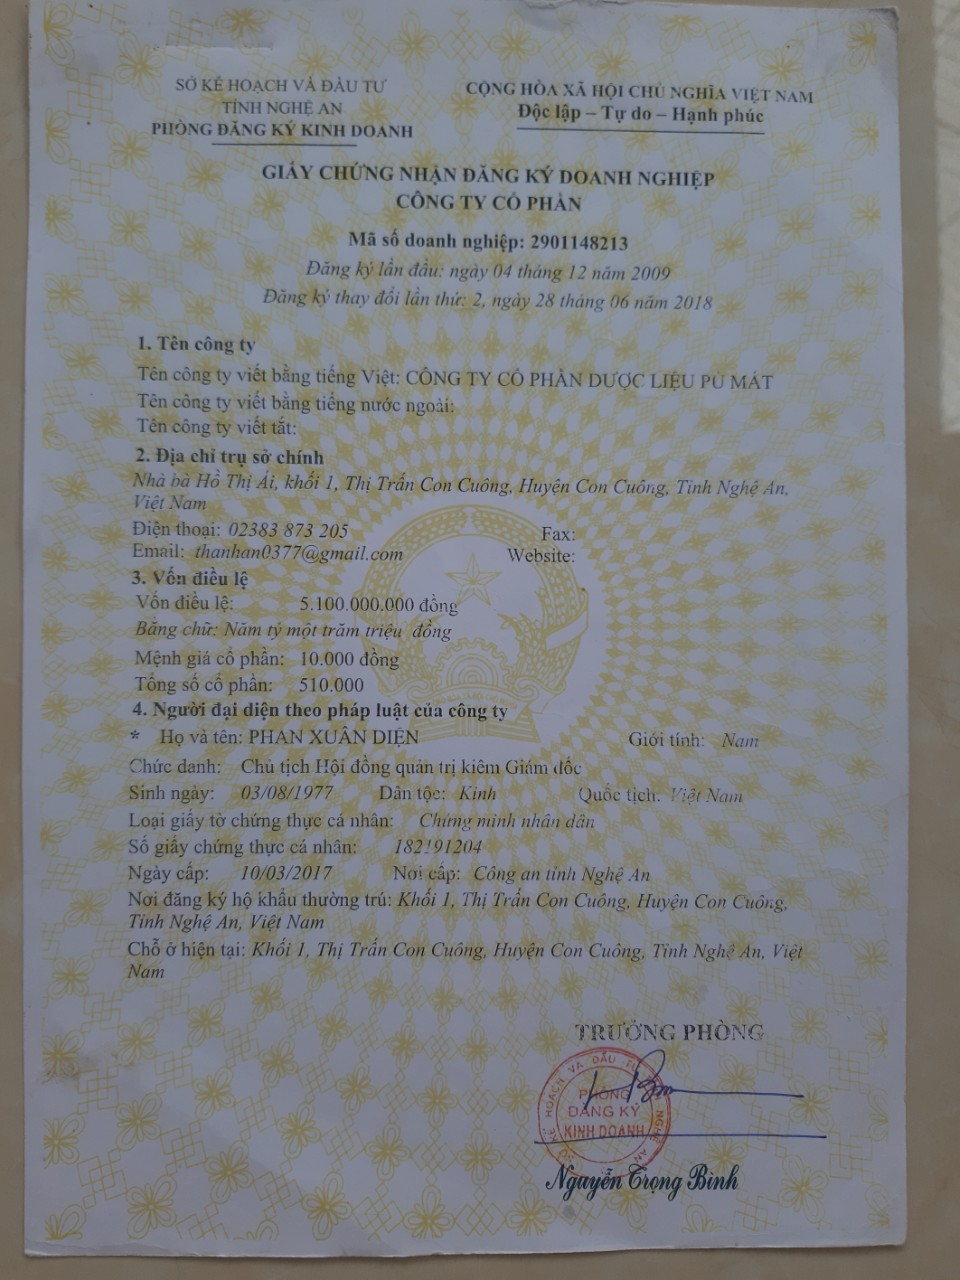 SỞ KẾ HOẠCH VÀ ĐẦU TƯ
TỈNH NGHỆ AN
PHÒNG ĐĂNG KÝ KINH DOANH
CỘNG HÒA XÃ HỘI CHỦ NGHĨA VIỆT NAM
Độc lập – Tự do – Hạnh phúc
GIẤY CHỨNG NHẬN ĐĂNG KÝ DOANH NGHIỆP
CÔNG TY CỔ PHẦN
Mã số doanh nghiệp: 2901148213
Đăng ký lần đầu: ngày 04 tháng 12 năm 2009
Đăng ký thay đổi lần thứ: 2, ngày 28 tháng 06 năm 2018
1. Tên công ty
Tên công ty viết bằng tiếng Việt: CÔNG TY CỔ PHẦN DƯỢC LIỆU PÙ MÁT
Tên công ty viết bằng tiếng nước ngoài:
Tên công ty viết tắt:
2. Địa chỉ trụ sở chính
Nhà bà Hồ Thị Ái, khối 1, Thị Trấn Con Cuông, Huyện Con Cuông, Tỉnh Nghệ An,
Việt Nam
Điện thoại: 02383 873 205 Fax:
Email: thanhan0377@gmail.com Website:
3. Vốn điều lệ
Vốn điều lệ: 5.100.000.000 đồng
Bằng chữ: Năm tỷ một trăm triệu đồng
Mệnh giá cổ phần: 10.000 đồng
Tổng số cổ phần: 510.000
4. Người đại diện theo pháp luật của công ty
* Họ và tên: PHAN XUÂN DIỆN Giới tính: Nam
Chức danh: Chủ tịch Hội đồng quản trị kiêm Giám đốc
Sinh ngày: 03/08/1977 Dân tộc: Kinh Quốc tịch: Việt Nam
Loại giấy tờ chứng thực cá nhân: Chứng minh nhân dân
Số giấy chứng thực cá nhân: 182191204
Ngày cấp: 10/03/2017 Nơi cấp: Công an tỉnh Nghệ An
Nơi đăng ký hộ khẩu thường trú: Khối 1, Thị Trấn Con Cuông, Huyện Con Cuông,
Tỉnh Nghệ An, Việt Nam
Chỗ ở hiện tại: Khối 1, Thị Trấn Con Cuông, Huyện Con Cuông, Tỉnh Nghệ An, Việt
Nam
TRƯỞNG PHÒNG
PHÒNG
ĐĂNG KÝ
KINH DOANH
Nguyễn Trọng Bình